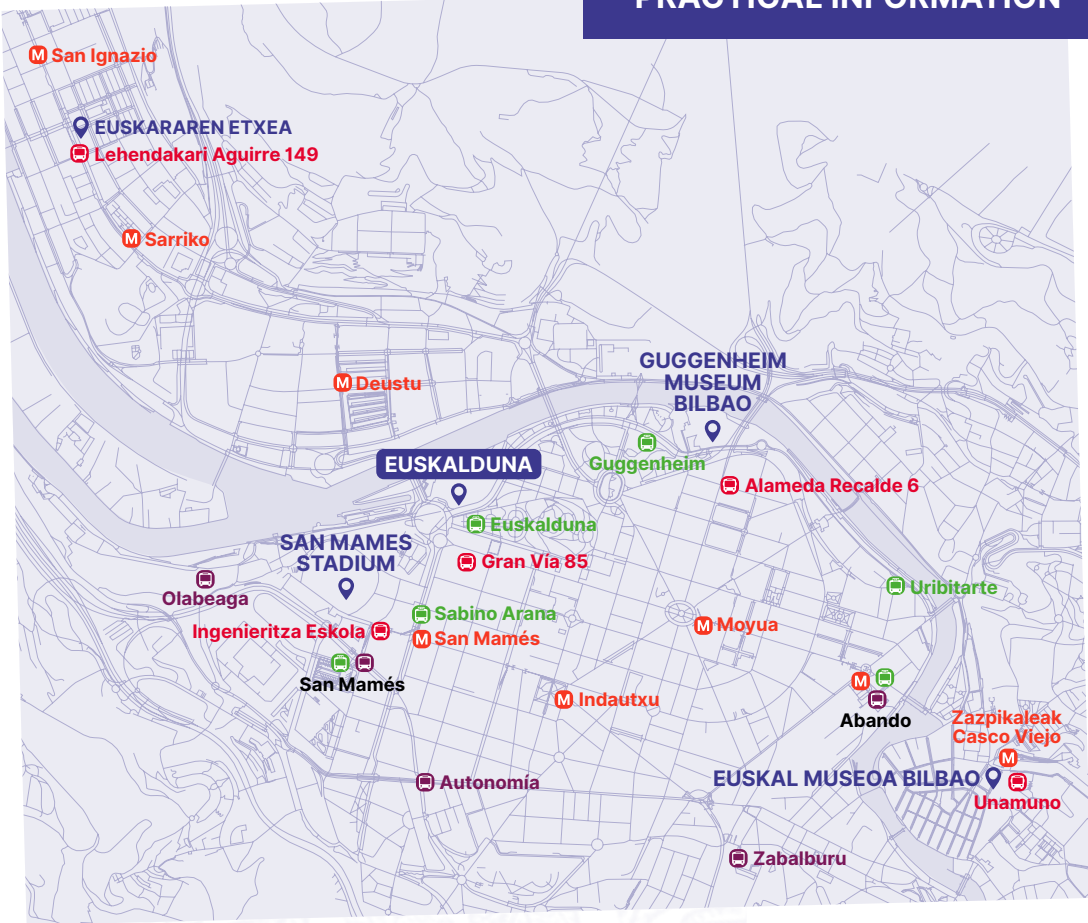 PRACTICAL INFORMATION
M San Ignazio
EUSKARAREN ETXEA
Lehendakari Aguirre 149
M Sarriko
GUGGENHEIM
MUSEUM
BILBAO
M Deustu
Guggenheim
EUSKALDUNA
Alameda Recalde 6
Euskalduna
SAN MAMES
STADIUM
Gran Vía 85
Olabeaga
Uribitarte
Sabino Arana
Ingenieritza Eskola
M San Mamés
M Moyua
San Mamés
M
Abando
M Indautxu
Zazpikaleak
Casco Viejo
M
EUSKAL MUSEOA BILBAO
Unamuno
Autonomía
Zabalburu